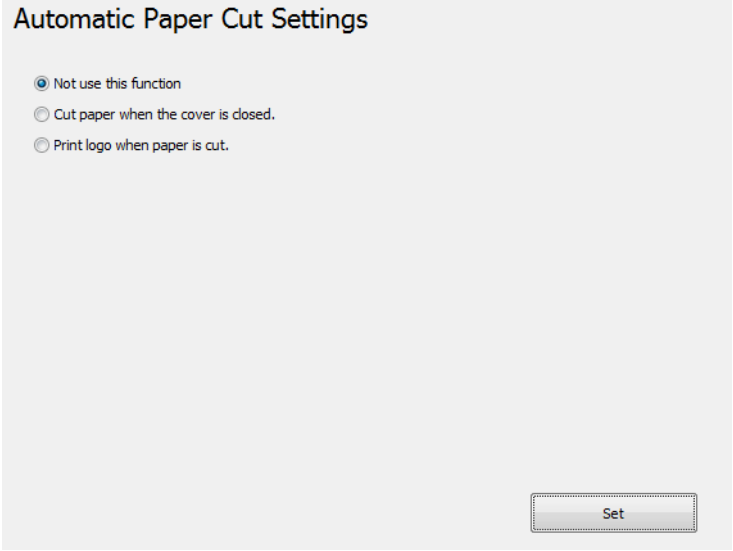 Automatic Paper Cut Settings
Not use this function
Cut paper when the cover is closed.
Print logo when paper is cut.
Set